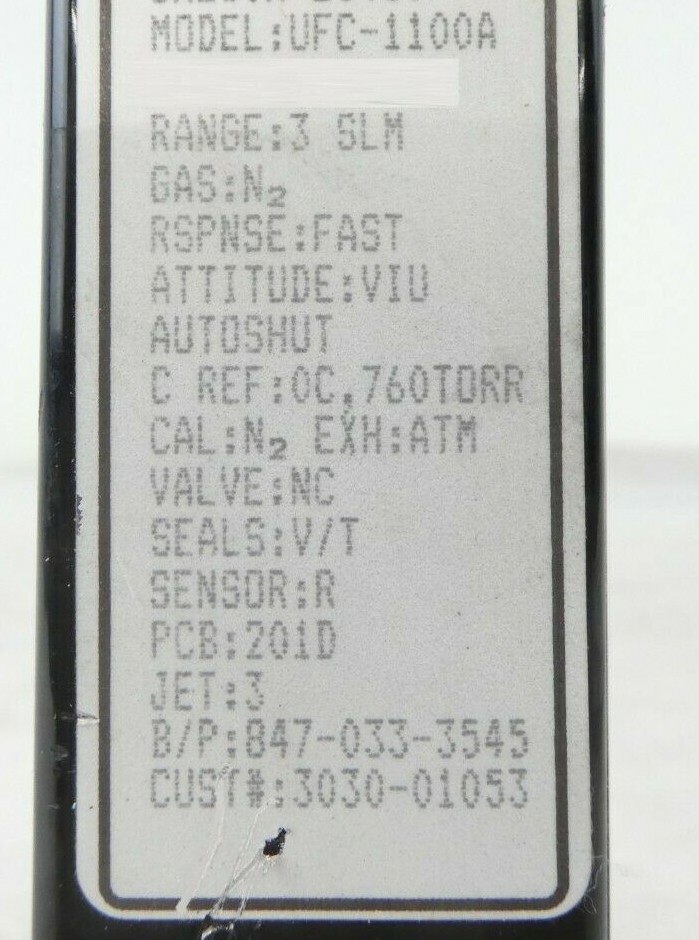 MODEL:UFC-1100A
RANGE:3 SLM
GAS:N₂
RSPNSE:FAST
ATTITUDE:VIU
AUTOSHUT
C REF:0C,760TORR
CAL:N₂ EXH:ATM
VALVE:NC
SEALS:V/T
SENSOR:R
PCB:201D
JET:3
B/P:847-033-3545
CUST#:3030-01053